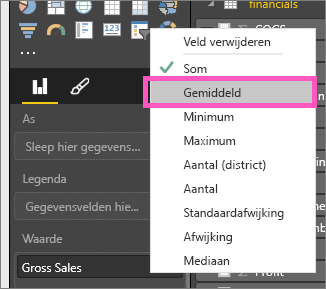 financials
COGS
...
Veld verwijderen
Som
Gemiddeld
Minimum
Maximum
Aantal (district)
Aantal
Standaardafwijking
Afwijking
Mediaan
As
Sleep hier gegevens...
Legenda
Gegevensvelden hie...
Waarde
Gross Sales
Profit